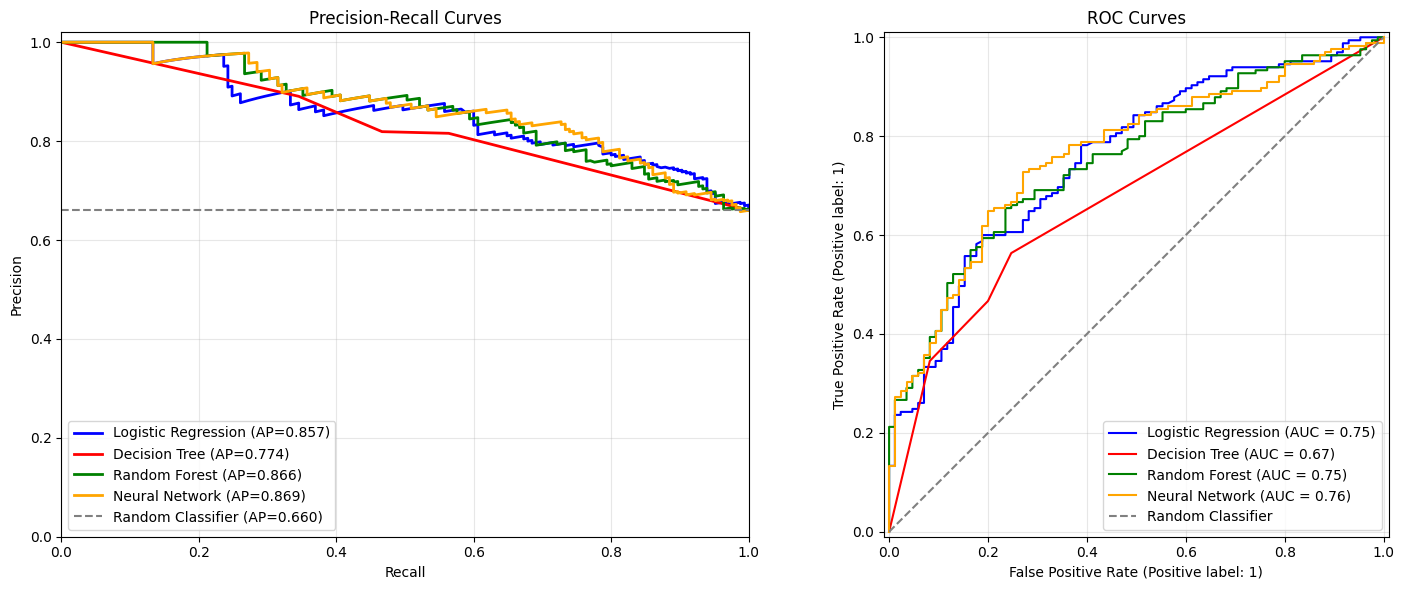 Precision-Recall Curves
1.0
0.8
0.6
0.4
0.2
0.0
Precision
Logistic Regression (AP=0.857)
Decision Tree (AP=0.774)
Random Forest (AP=0.866)
Neural Network (AP=0.869)
Random Classifier (AP=0.660)
0.0 0.2 0.4 0.6 0.8 1.0
Recall
ROC Curves
1.0
0.8
0.6
0.4
0.2
0.0
True Positive Rate (Positive label: 1)
Logistic Regression (AUC = 0.75)
Decision Tree (AUC = 0.67)
Random Forest (AUC = 0.75)
Neural Network (AUC = 0.76)
Random Classifier
0.0 0.2 0.4 0.6 0.8 1.0
False Positive Rate (Positive label: 1)